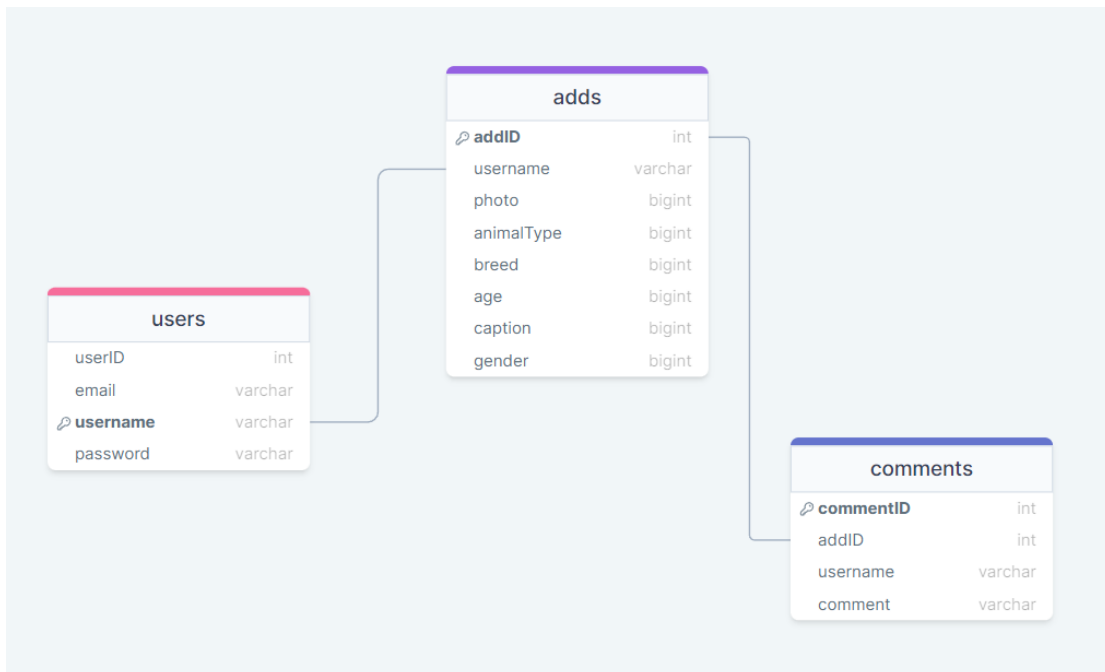 adds
addID int
username varchar
photo bigint
animalType bigint
breed bigint
age bigint
caption bigint
gender bigint
users
userID int
email varchar
username varchar
password varchar
comments
commentID int
addID int
username varchar
comment varchar